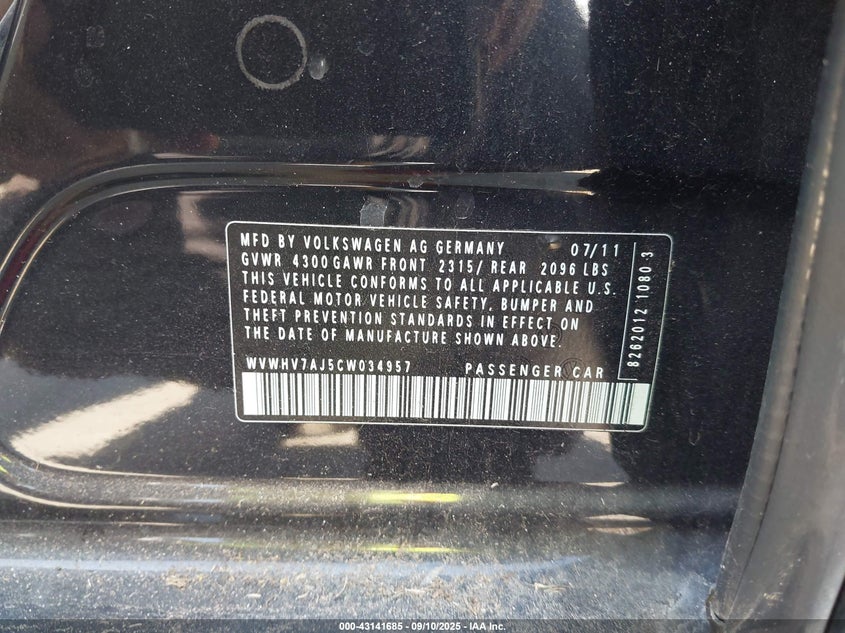 MFD BY VOLKSWAGEN AG GERMANY 07/11
GVWR 4300 GAWR FRONT 2315/ REAR 2096 LBS
THIS VEHICLE CONFORMS TO ALL APPLICABLE U.S.
FEDERAL MOTOR VEHICLE SAFETY, BUMPER AND
THEFT PREVENTION STANDARDS IN EFFECT ON
THE DATE OF MANUFACTURE SHOWN ABOVE.
WVWHV7AJ5CW034957 PASSENGER CAR
8262012 1080 3
000-43141685 - 09/10/2025 - IAA Inc.